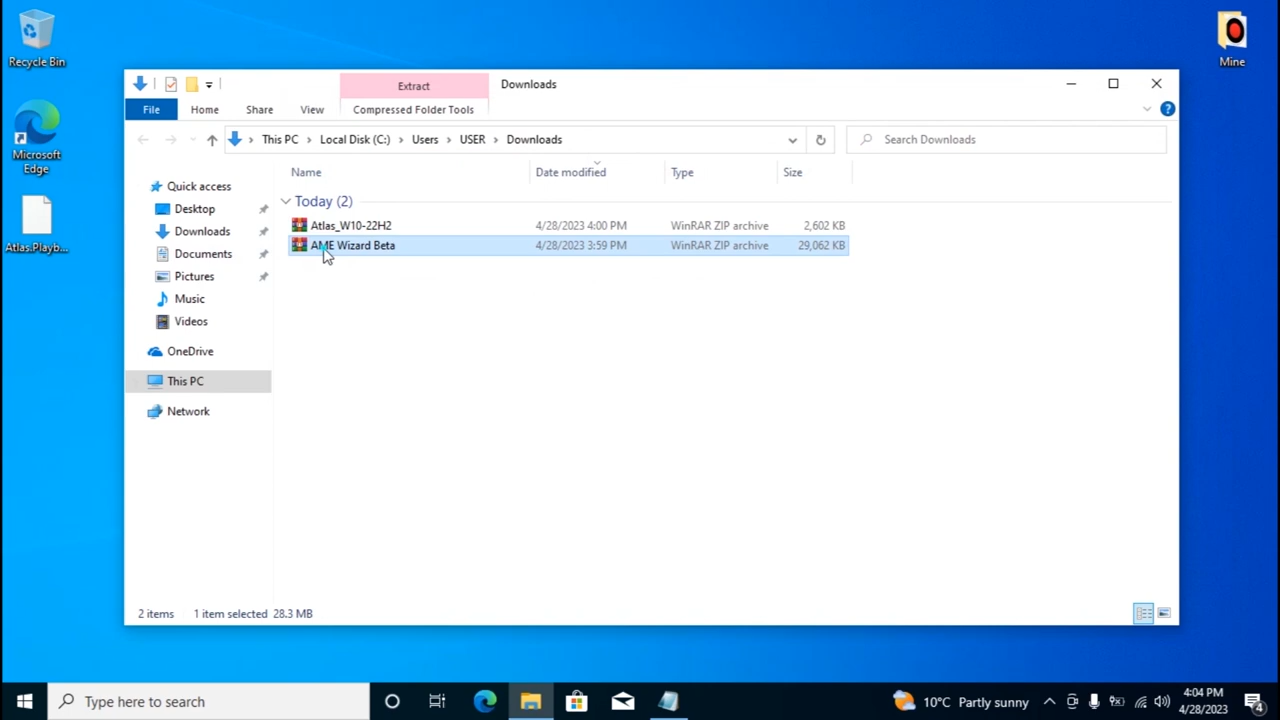 Recycle Bin
Microsoft
Edge
Atlas.Playb...
Mine
Extract
Downloads
File
Home
Share
View
Compressed Folder Tools
This PC > Local Disk (C:) > Users > USER > Downloads
Search Downloads
Name
Date modified
Type
Size
Today (2)
Atlas_W10-22H2 4/28/2023 4:00 PM WinRAR ZIP archive 2,602 KB
AME Wizard Beta 4/28/2023 3:59 PM WinRAR ZIP archive 29,062 KB
Quick access
Desktop
Downloads
Documents
Pictures
Music
Videos
OneDrive
This PC
Network
2 items 1 item selected 28.3 MB
Type here to search
10°C Partly sunny
4:04 PM
4/28/2023
4